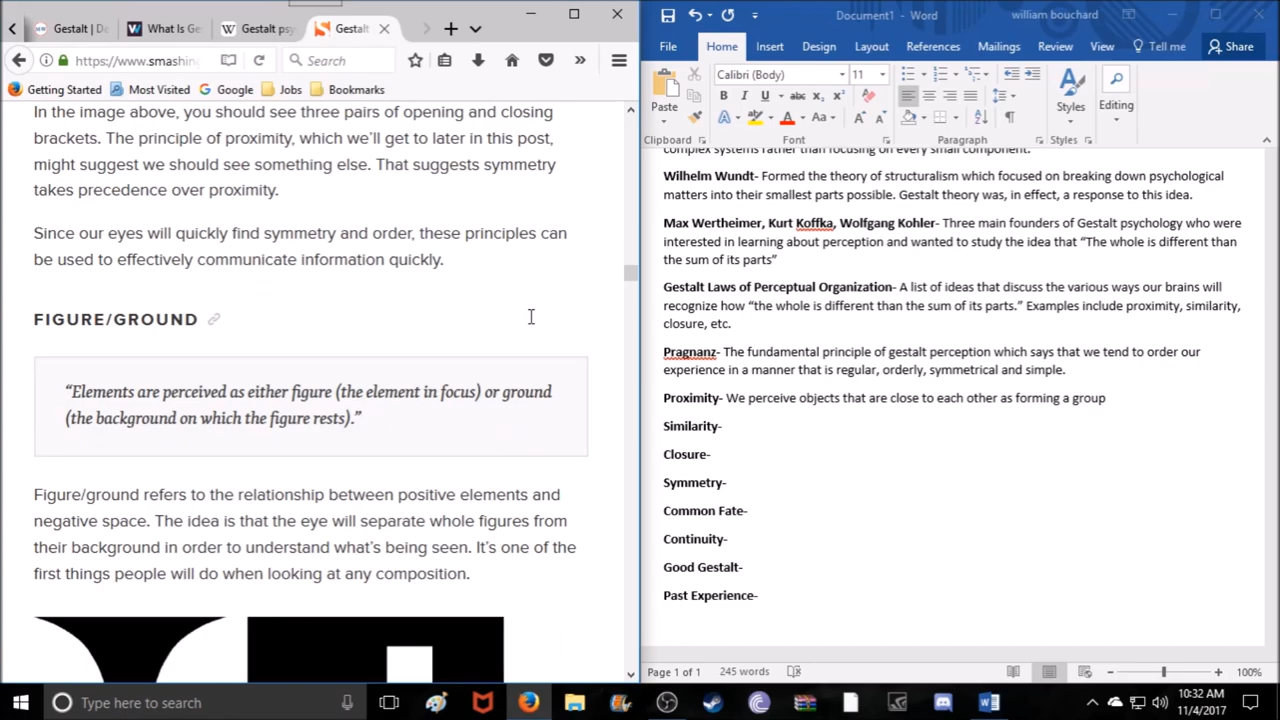 Gestalt | De
What Is Ge
Gestalt psy
Gestalt
https://www.smashing
Search
Getting Started
Most Visited
Google
Jobs
Bookmarks
In the image above, you should see three pairs of opening and closing
brackets. The principle of proximity, which we'll get to later in this post,
might suggest we should see something else. That suggests symmetry
takes precedence over proximity.
Since our eyes will quickly find symmetry and order, these principles can
be used to effectively communicate information quickly.
FIGURE/GROUND
“Elements are perceived as either figure (the element in focus) or ground
(the background on which the figure rests).”
Figure/ground refers to the relationship between positive elements and
negative space. The idea is that the eye will separate whole figures from
their background in order to understand what's being seen. It's one of the
first things people will do when looking at any composition.
Document1 - Word
william bouchard
File Home Insert Design Layout References Mailings Review View Tell me Share
Paste
Calibri (Body) 11
B I U abc x₂ x²
A aby A Aa A A
Styles
Editing
Clipboard Font Paragraph Styles
complex systems rather than focusing on every small component.
Wilhelm Wundt- Formed the theory of structuralism which focused on breaking down psychological
matters into their smallest parts possible. Gestalt theory was, in effect, a response to this idea.
Max Wertheimer, Kurt Koffka, Wolfgang Kohler- Three main founders of Gestalt psychology who were
interested in learning about perception and wanted to study the idea that “The whole is different than
the sum of its parts”
Gestalt Laws of Perceptual Organization- A list of ideas that discuss the various ways our brains will
recognize how “the whole is different than the sum of its parts.” Examples include proximity, similarity,
closure, etc.
Pragnanz- The fundamental principle of gestalt perception which says that we tend to order our
experience in a manner that is regular, orderly, symmetrical and simple.
Proximity- We perceive objects that are close to each other as forming a group
Similarity-
Closure-
Symmetry-
Common Fate-
Continuity-
Good Gestalt-
Past Experience-
Page 1 of 1 245 words 100%
Type here to search
10:32 AM
11/4/2017